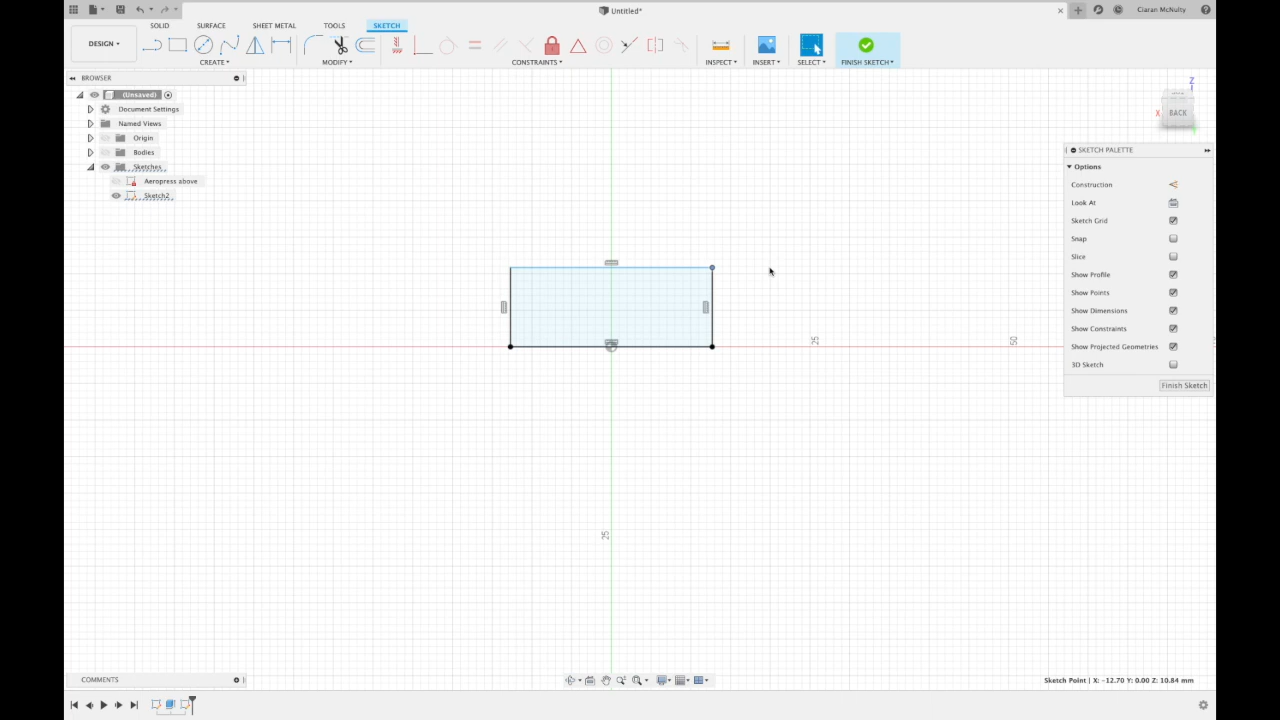 Untitled*
Ciaran McNulty
DESIGN
SOLID SURFACE SHEET METAL TOOLS SKETCH
CREATE MODIFY CONSTRAINTS INSPECT INSERT SELECT FINISH SKETCH
BROWSER
(Unsaved)
Document Settings
Named Views
Origin
Bodies
Sketches
Aeropress above
Sketch2
Z
X
BACK
SKETCH PALETTE
Options
Construction
Look At
Sketch Grid
Snap
Slice
Show Profile
Show Points
Show Dimensions
Show Constraints
Show Projected Geometries
3D Sketch
Finish Sketch
25
50
25
COMMENTS
Sketch Point | X: -12.70 Y: 0.00 Z: 10.84 mm